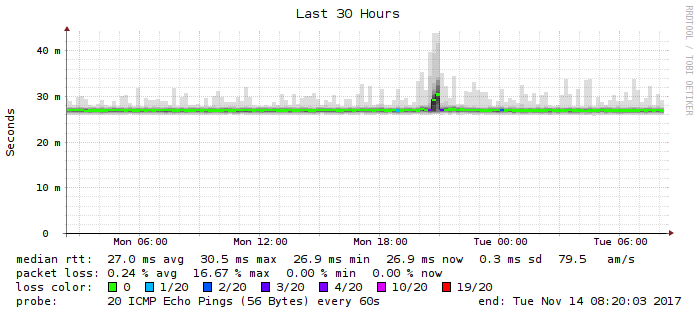 Last 30 Hours
RRDTOOL / TOBI OETIKER
Seconds
40 m
30 m
20 m
10 m
0
Mon 06:00 Mon 12:00 Mon 18:00 Tue 00:00 Tue 06:00
median rtt: 27.0 ms avg 30.5 ms max 26.9 ms min 26.9 ms now 0.3 ms sd 79.5 am/s
packet loss: 0.24 % avg 16.67 % max 0.00 % min 0.00 % now
loss color: 0 1/20 2/20 3/20 4/20 10/20 19/20
probe: 20 ICMP Echo Pings (56 Bytes) every 60s end: Tue Nov 14 08:20:03 2017